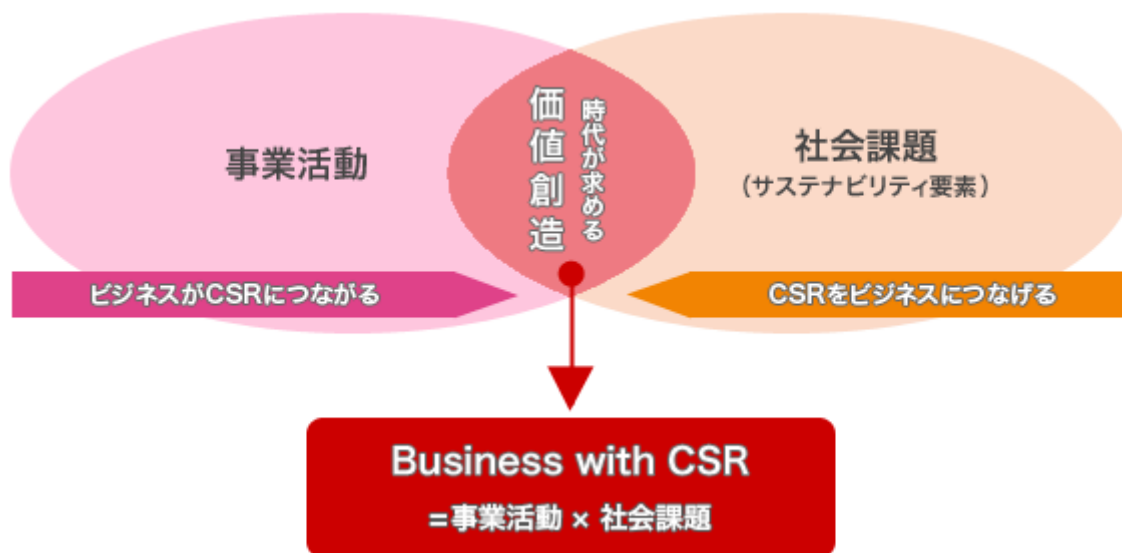 事業活動
時代が求める
価値創造
社会課題
（サステナビリティ要素）
ビジネスがCSRにつながる
CSRをビジネスにつなげる
Business with CSR
=事業活動 × 社会課題